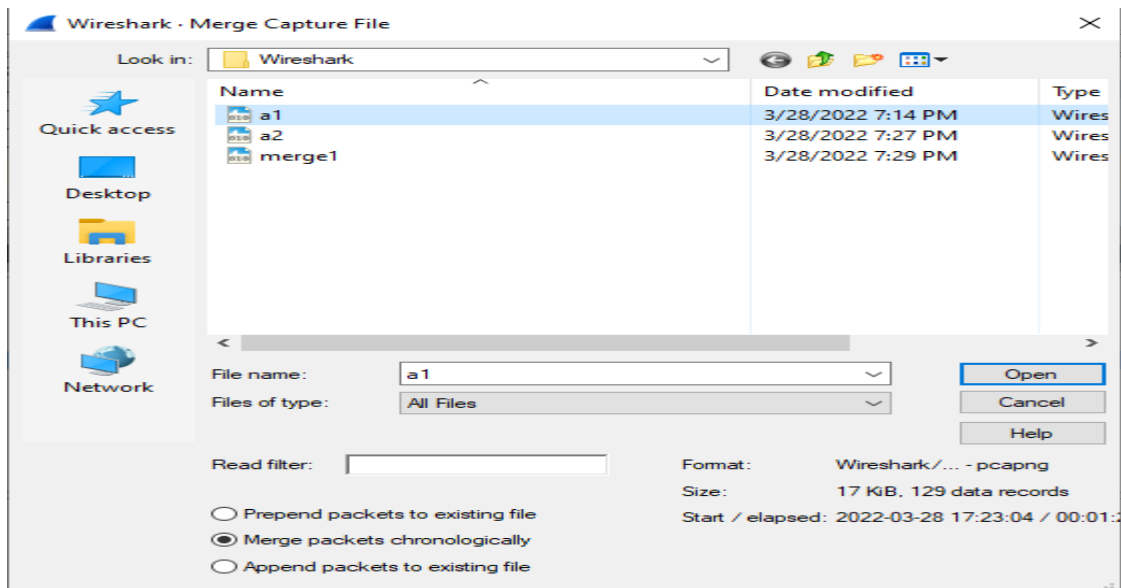 Wireshark · Merge Capture File
Look in: Wireshark
Name Date modified Type
a1 3/28/2022 7:14 PM Wires
a2 3/28/2022 7:27 PM Wires
merge1 3/28/2022 7:29 PM Wires
Quick access
Desktop
Libraries
This PC
Network
File name: a1 Open
Files of type: All Files Cancel
Help
Read filter: Format: Wireshark/... - pcapng
Size: 17 KiB, 129 data records
Prepend packets to existing file Start / elapsed: 2022-03-28 17:23:04 / 00:01:
Merge packets chronologically
Append packets to existing file